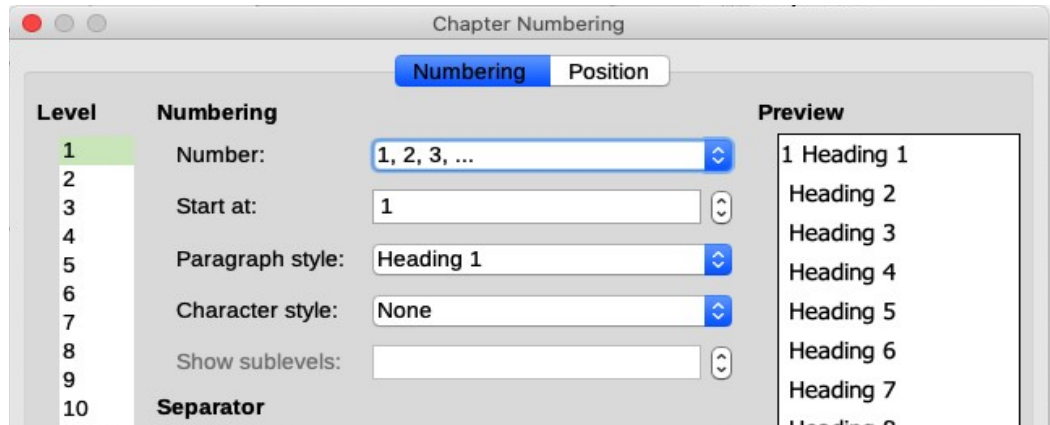 Chapter Numbering
Numbering Position
Level Numbering Preview
1 Number: 1, 2, 3, ... 1 Heading 1
2 Heading 2
3 Start at: 1 Heading 3
4 Heading 4
5 Paragraph style: Heading 1 Heading 5
6 Heading 6
7 Character style: None Heading 7
8 Show sublevels:
9
10 Separator